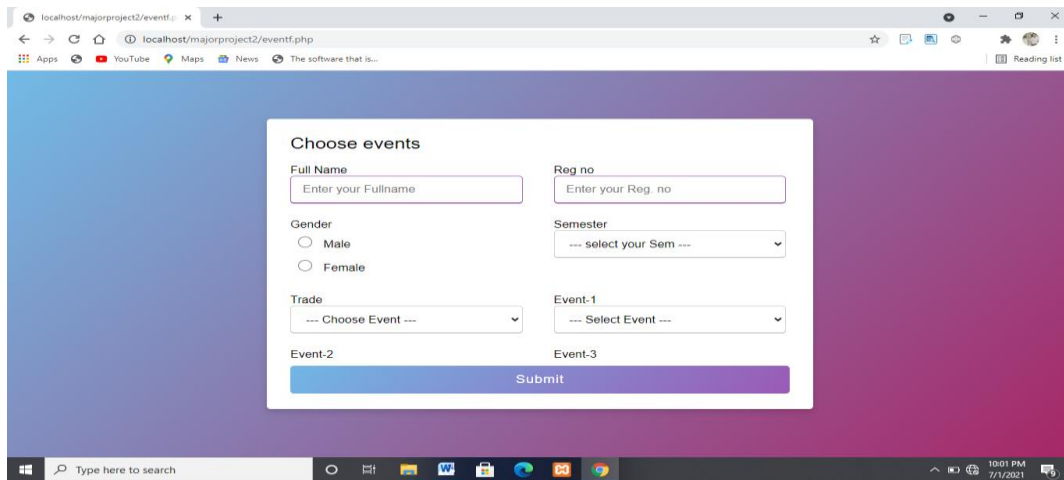 localhost/majorproject2/eventf.p
localhost/majorproject2/eventf.php
Apps YouTube Maps News The software that is... Reading list
Choose events
Full Name Reg no
Enter your Fullname Enter your Reg. no
Gender Semester
Male --- select your Sem ---
Female
Trade Event-1
--- Choose Event --- --- Select Event ---
Event-2 Event-3
Submit
Type here to search 10:01 PM
7/1/2021